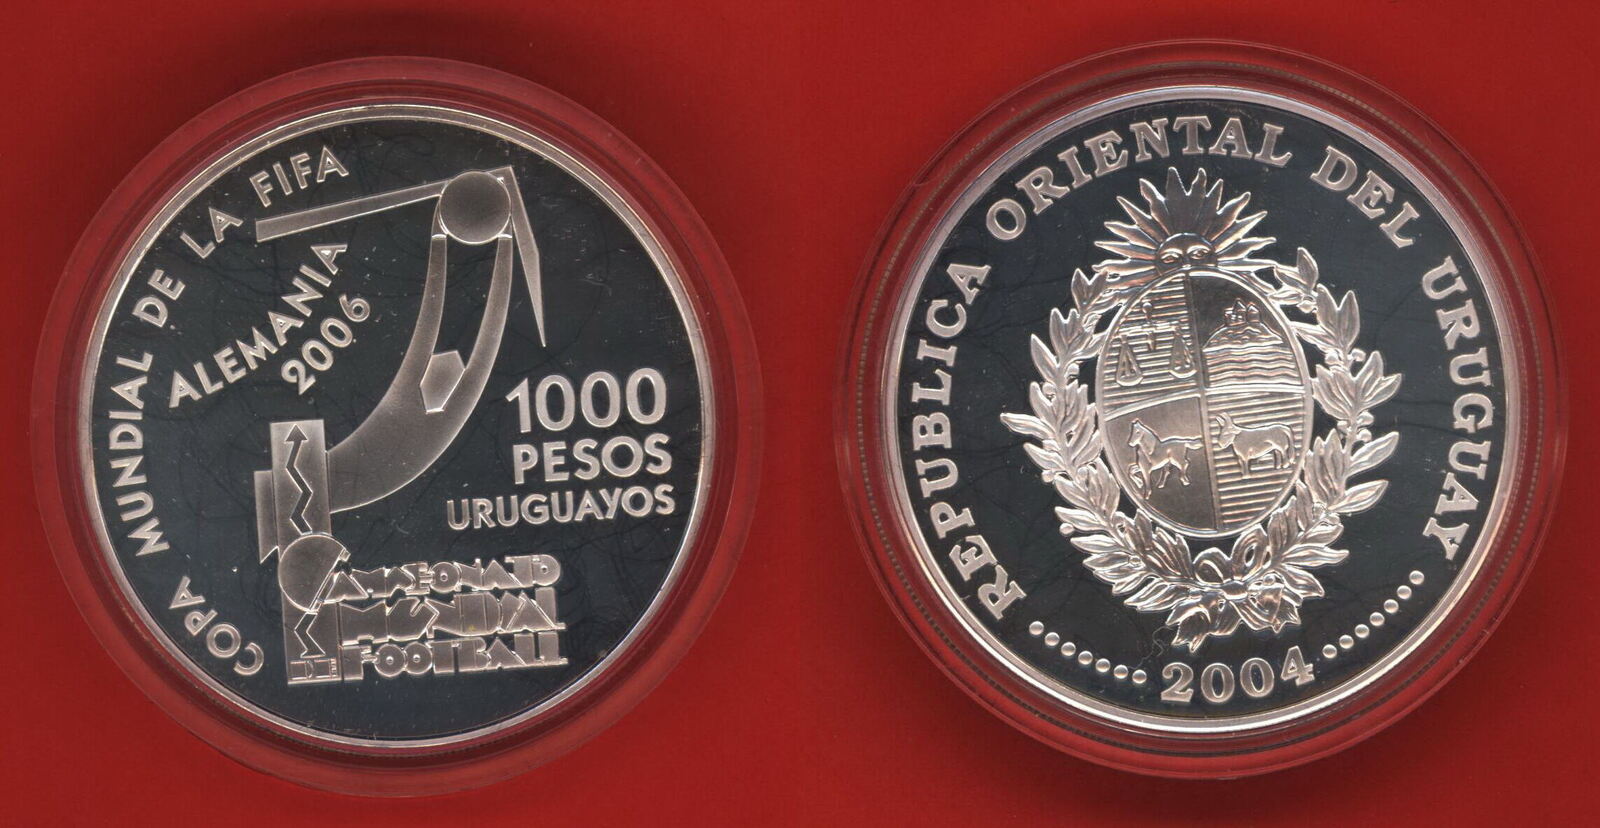 COPA MUNDIAL DE LA FIFA
ALEMANIA
2006
1000
PESOS
URUGUAYOS
CAMPEONATO
MUNDIAL
DE FOOTBALL
REPUBLICA ORIENTAL DEL URUGUAY
2004